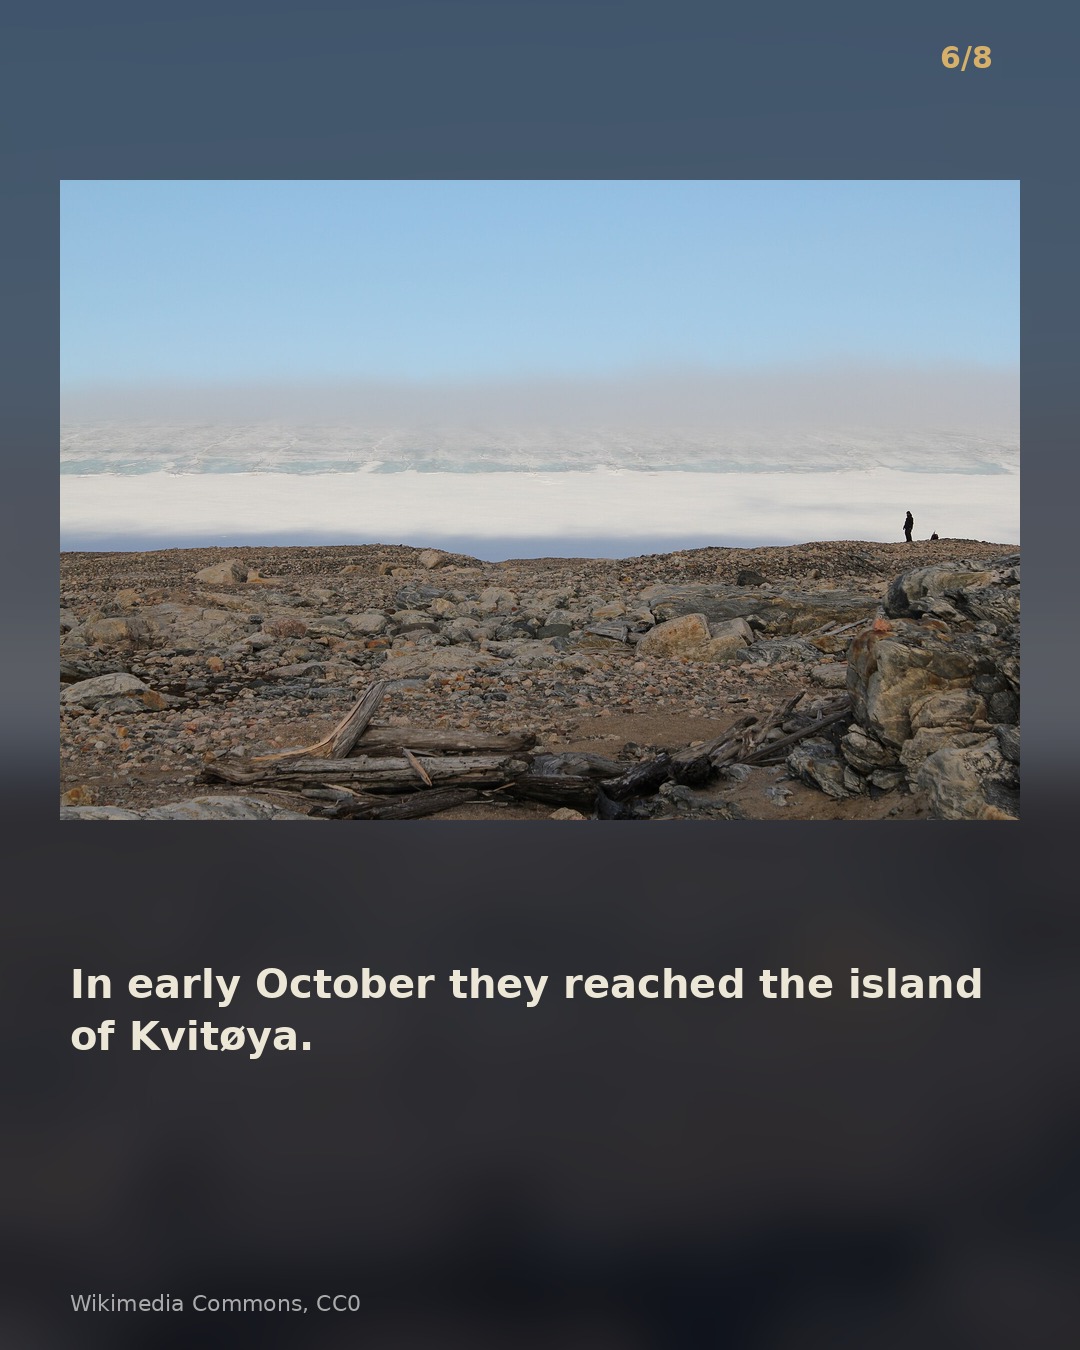 6/8
In early October they reached the island
of Kvitøya.
Wikimedia Commons, CC0